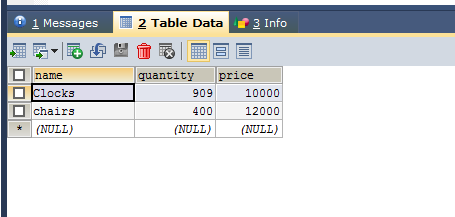 1 Messages 2 Table Data 3 Info
name quantity price
Clocks 909 10000
chairs 400 12000
* (NULL) (NULL) (NULL)